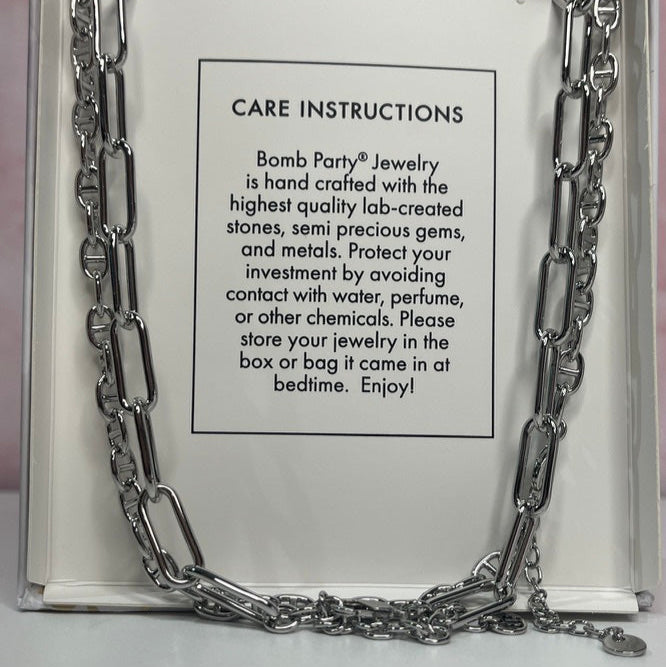 CARE INSTRUCTIONS
Bomb Party® Jewelry
is hand crafted with the
highest quality lab-created
stones, semi precious gems,
and metals. Protect your
investment by avoiding
contact with water, perfume,
or other chemicals. Please
store your jewelry in the
box or bag it came in at
bedtime. Enjoy!